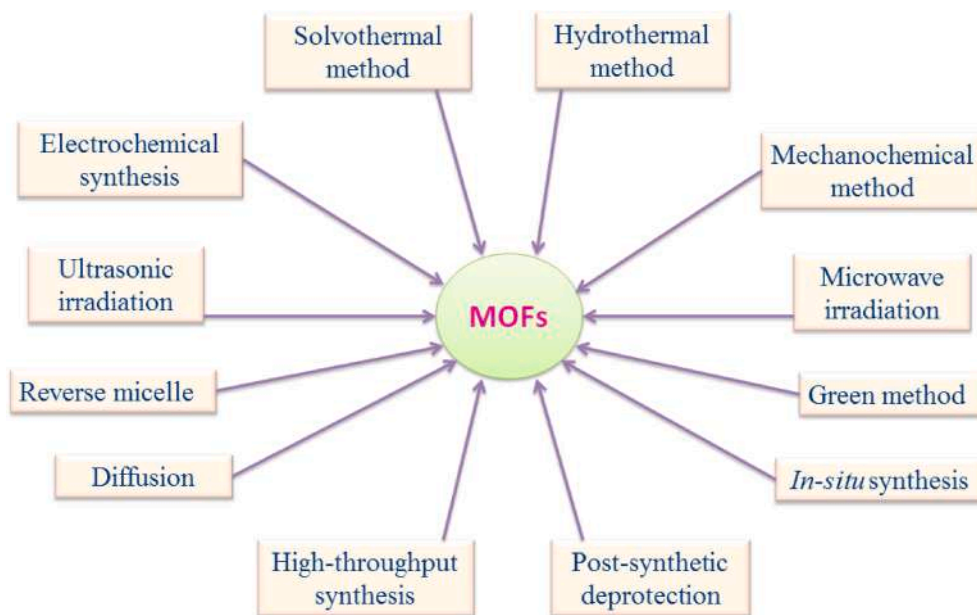 Solvothermal
method
Hydrothermal
method
Electrochemical
synthesis
Mechanochemical
method
Ultrasonic
irradiation
MOFs
Microwave
irradiation
Reverse micelle
Green method
Diffusion
In-situ synthesis
High-throughput
synthesis
Post-synthetic
deprotection